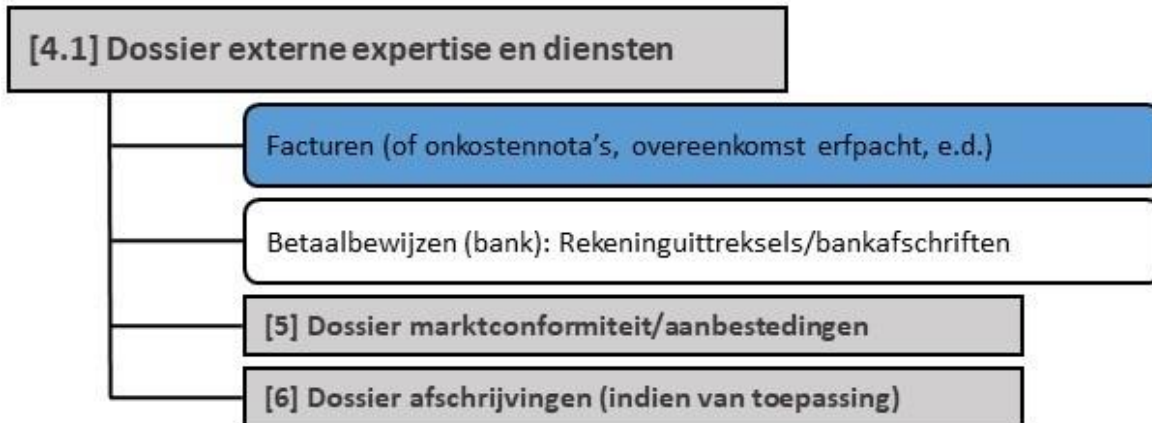 [4.1] Dossier externe expertise en diensten
Facturen (of onkostennota's, overeenkomst erfpacht, e.d.)
Betaalbewijzen (bank): Rekeninguittreksels/bankafschriften
[5] Dossier marktconformiteit/aanbestedingen
[6] Dossier afschrijvingen (indien van toepassing)